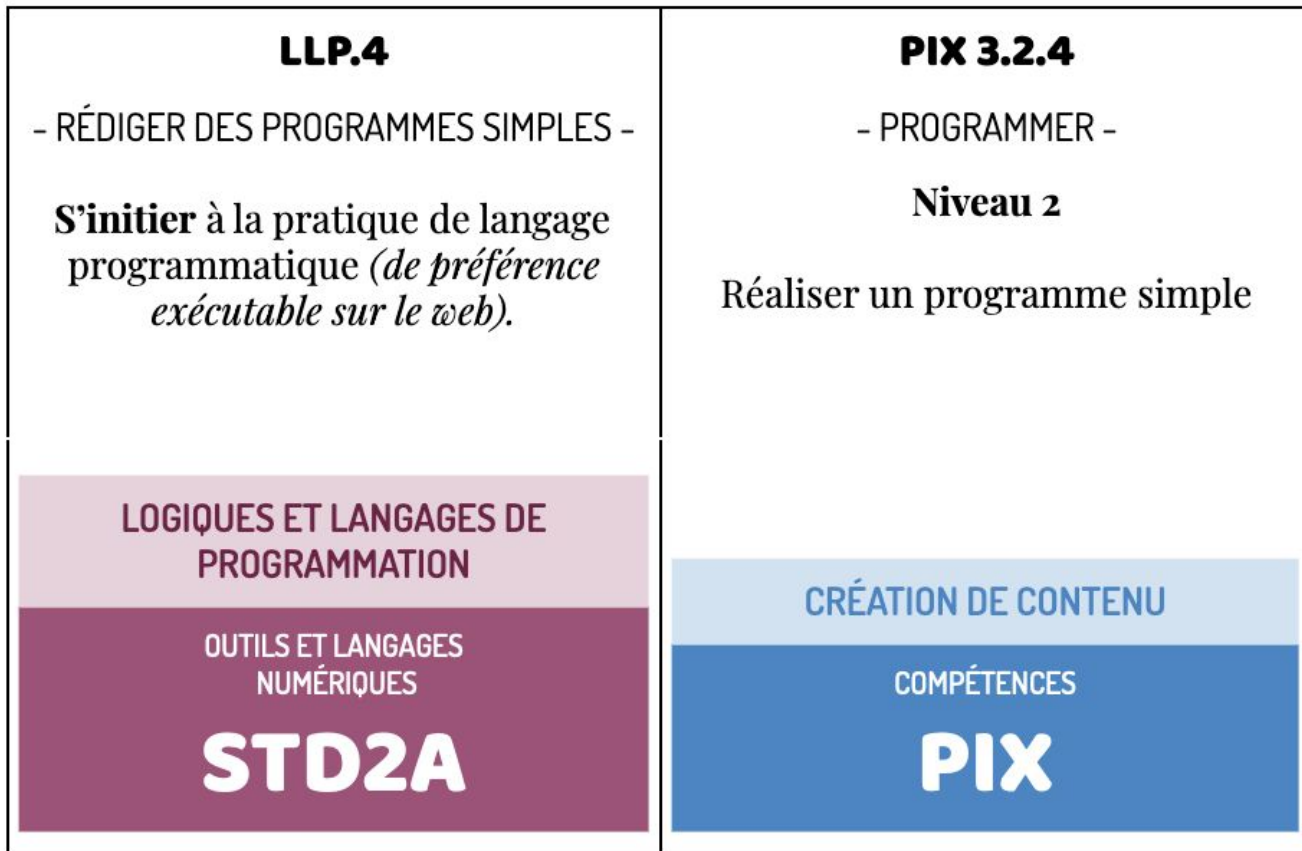 LLP.4
- RÉDIGER DES PROGRAMMES SIMPLES -
S’initier à la pratique de langage
programmatique (de préférence
exécutable sur le web).
LOGIQUES ET LANGAGES DE
PROGRAMMATION
OUTILS ET LANGAGES
NUMÉRIQUES
STD2A
PIX 3.2.4
- PROGRAMMER -
Niveau 2
Réaliser un programme simple
CRÉATION DE CONTENU
COMPÉTENCES
PIX